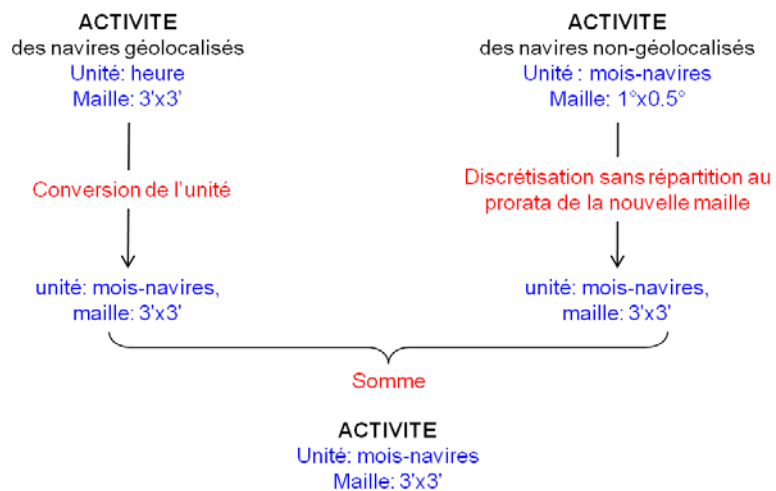 ACTIVITE
des navires géolocalisés
Unité: heure
Maille: 3'x3'
Conversion de l'unité
unité: mois-navires,
maille: 3'x3'
ACTIVITE
des navires non-géolocalisés
Unité : mois-navires
Maille: 1°x0.5°
Discrétisation sans répartition au
prorata de la nouvelle maille
unité: mois-navires,
maille: 3'x3'
Somme
ACTIVITE
Unité: mois-navires
Maille: 3'x3'